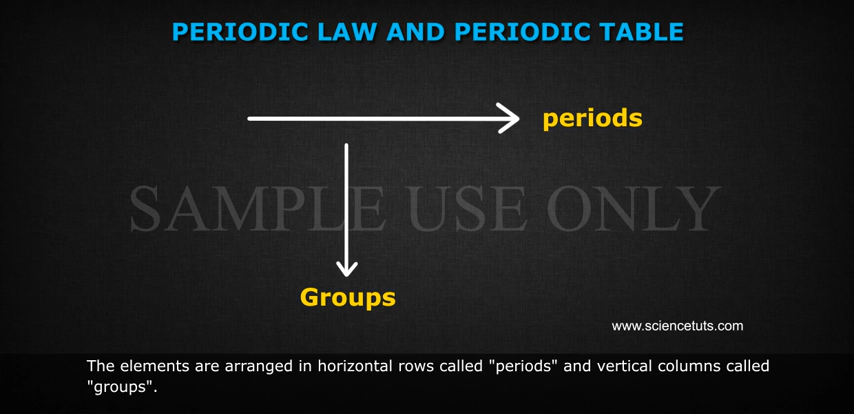 PERIODIC LAW AND PERIODIC TABLE
periods
SAMPLE USE ONLY
Groups
www.sciencetuts.com
The elements are arranged in horizontal rows called "periods" and vertical columns called
"groups".